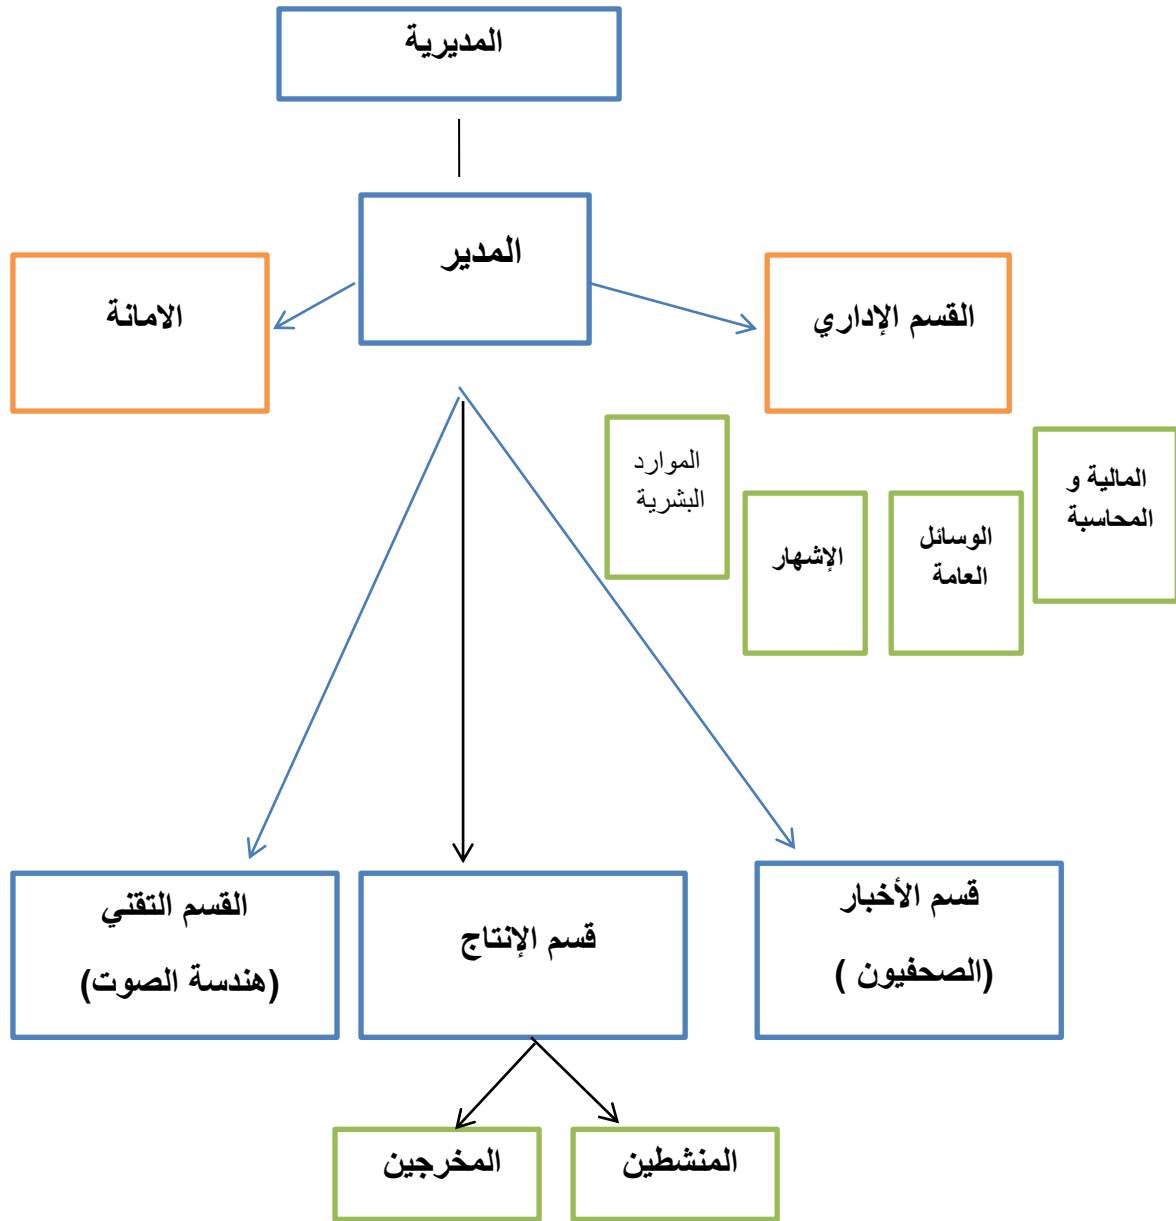 المديرية
المدير
القسم الإداري
الامانة
المالية و
المحاسبة
الوسائل
العامة
الإشهار
الموارد
البشرية
قسم الأخبار
(الصحفيون )
قسم الإنتاج
القسم التقني
(هندسة الصوت)
المنشطين
المخرجين